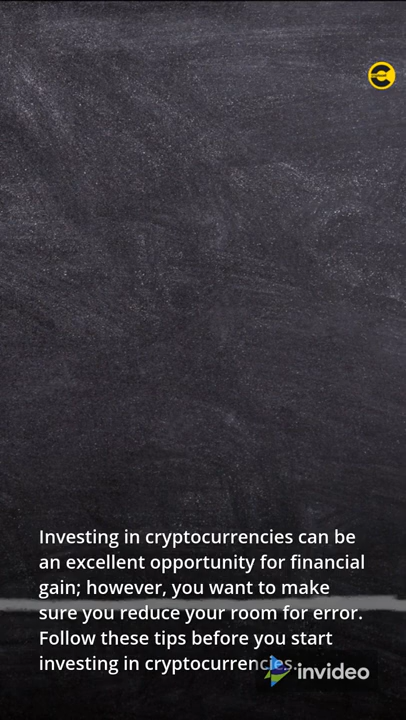 Investing in cryptocurrencies can be
an excellent opportunity for financial
gain; however, you want to make
sure you reduce your room for error.
Follow these tips before you start
investing in cryptocurrencies.
invideo